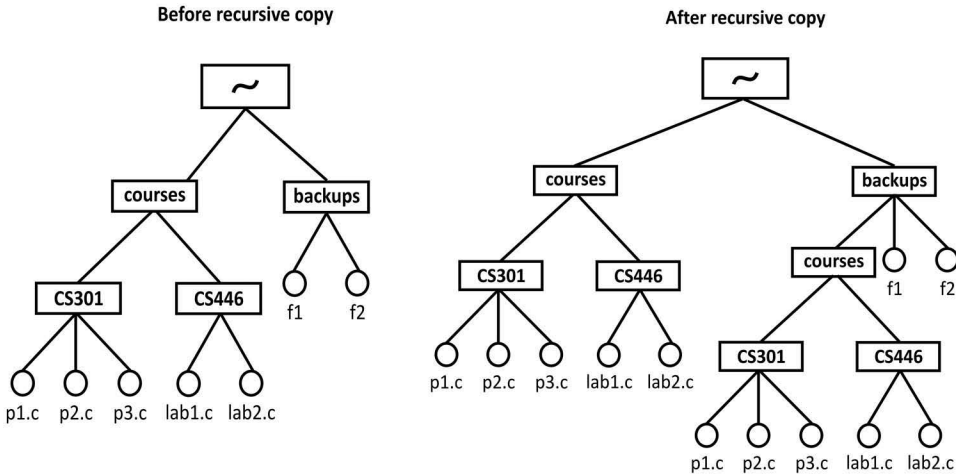 Before recursive copy
~
courses
backups
CS301
CS446
f1
f2
p1.c
p2.c
p3.c
lab1.c
lab2.c
After recursive copy
~
courses
backups
CS301
CS446
courses
f1
f2
p1.c
p2.c
p3.c
lab1.c
lab2.c
CS301
CS446
p1.c
p2.c
p3.c
lab1.c
lab2.c